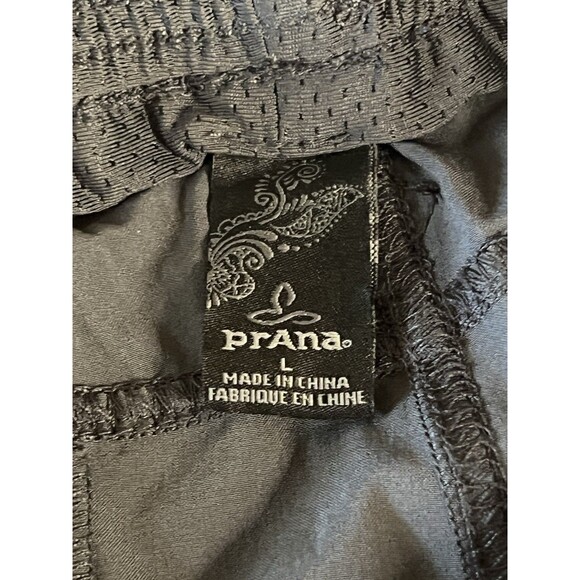 prAna®
L
MADE IN CHINA
FABRIQUE EN CHINE